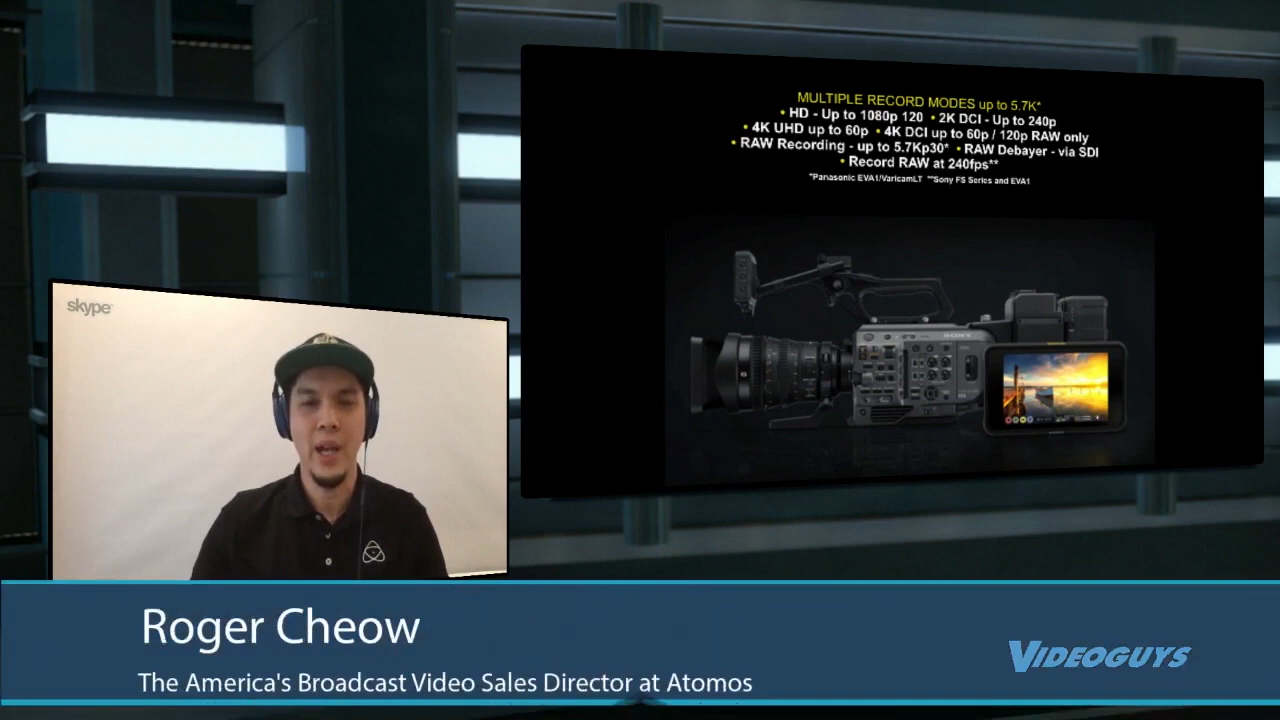 MULTIPLE RECORD MODES up to 5.7K*
• HD - Up to 1080p 120 • 2K DCI - Up to 240p
• 4K UHD up to 60p • 4K DCI up to 60p / 120p RAW only
• RAW Recording - up to 5.7Kp30* • RAW Debayer - via SDI
• Record RAW at 240fps**
*Panasonic EVA1/VaricamLT **Sony FS Series and EVA1
skype
SONY
Roger Cheow
VIDEOGUYS
The America's Broadcast Video Sales Director at Atomos